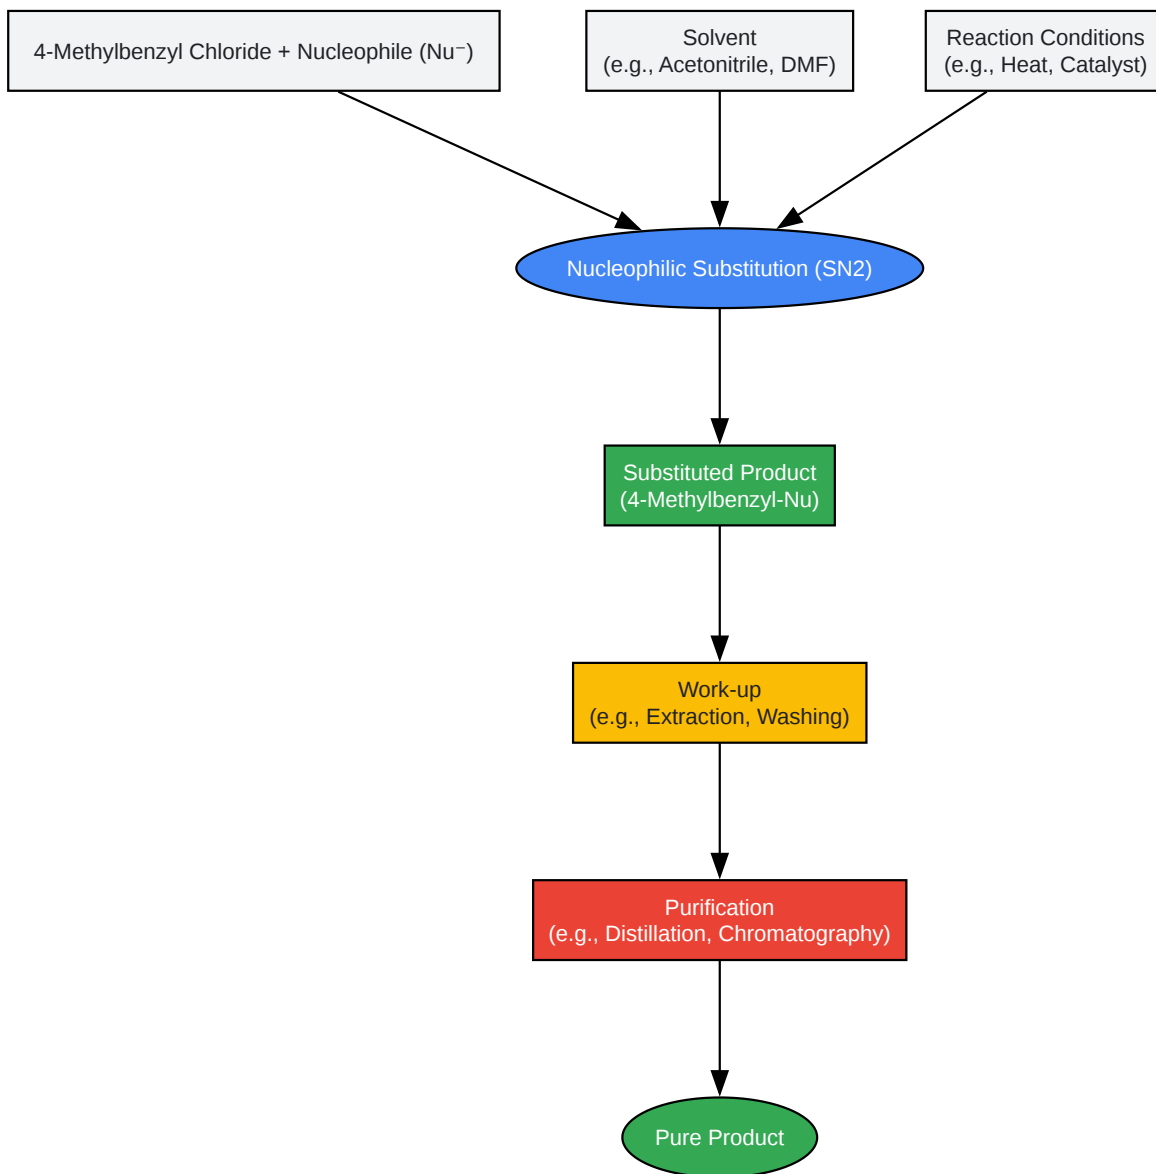 4-Methylbenzyl Chloride + Nucleophile (Nu⁻)
Solvent
(e.g., Acetonitrile, DMF)
Reaction Conditions
(e.g., Heat, Catalyst)
Nucleophilic Substitution (SN2)
Substituted Product
(4-Methylbenzyl-Nu)
Work-up
(e.g., Extraction, Washing)
Purification
(e.g., Distillation, Chromatography)
Pure Product